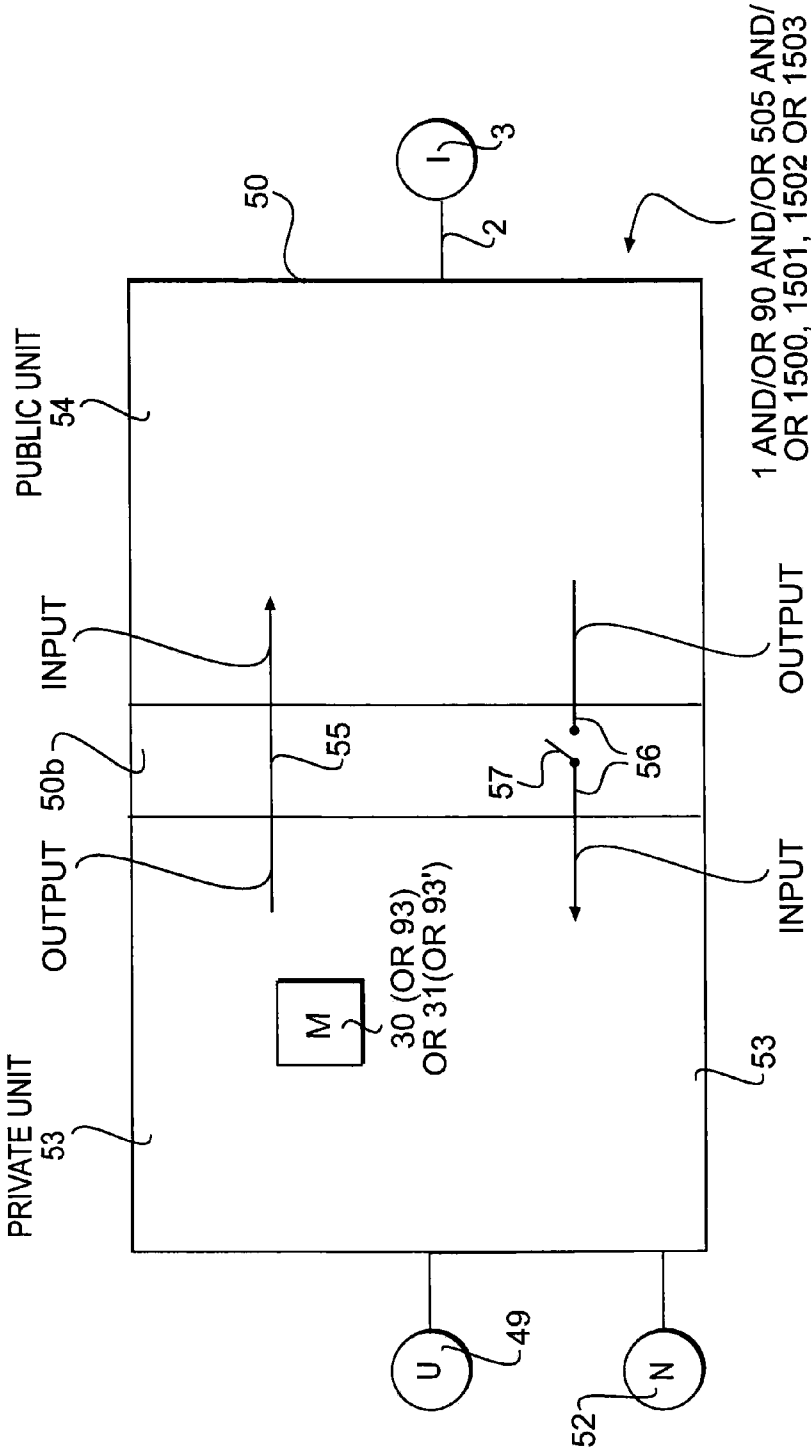 PRIVATE UNIT
53
PUBLIC UNIT
54
OUTPUT
50b
INPUT
50
M
30 (OR 93)
OR 31(OR 93')
55
57
56
I
3
2
U
49
N
52
53
INPUT
OUTPUT
1 AND/OR 90 AND/OR 505 AND/
OR 1500, 1501, 1502 OR 1503